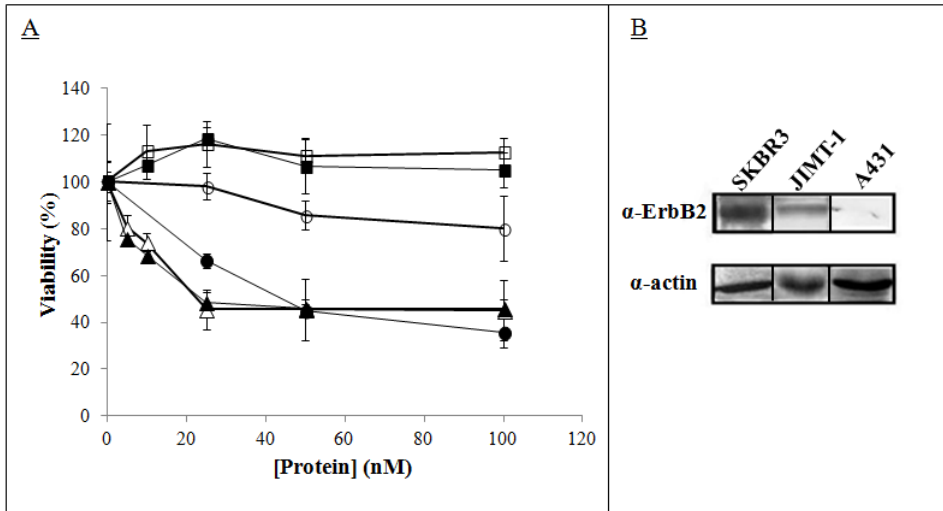 A
B
140
120
100
80
60
40
20
0
Viability (%)
0 20 40 60 80 100 120
[Protein] (nM)
SKBR3 JIMT-1 A431
α-ErbB2
α-actin